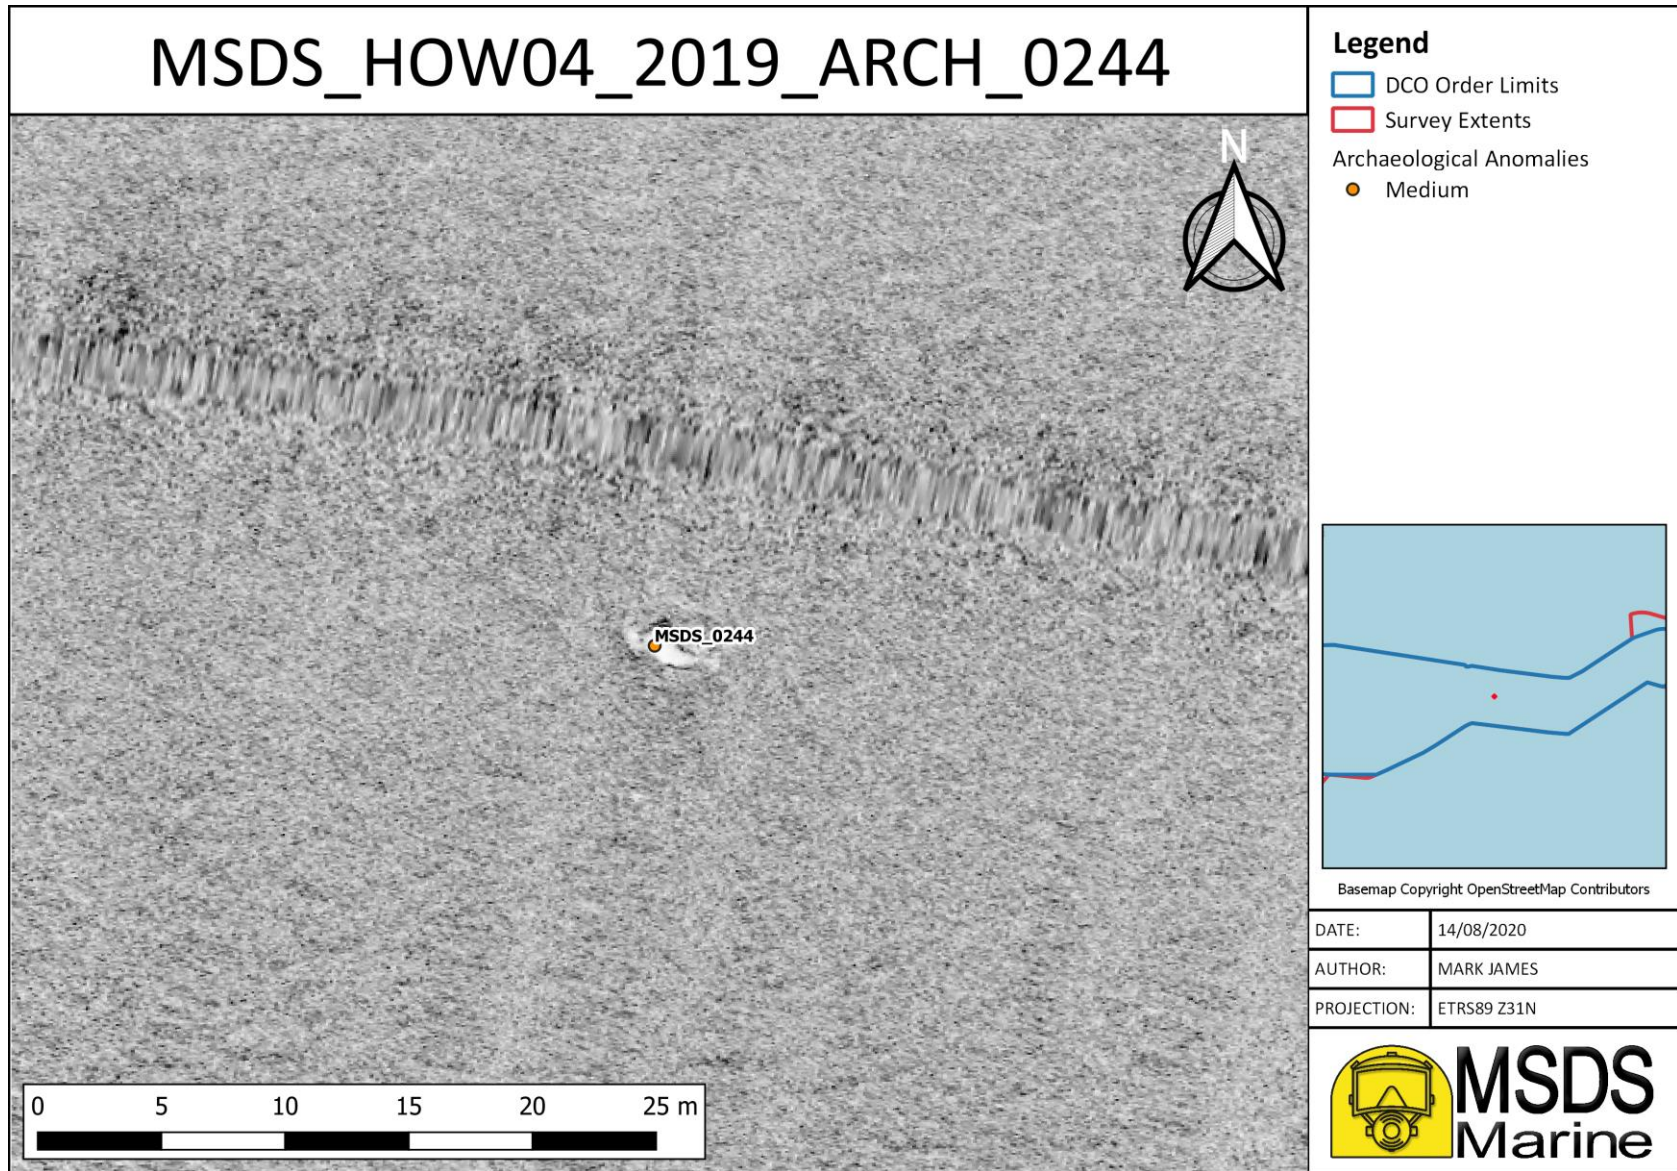 MSDS_HOW04_2019_ARCH_0244
N
MSDS_0244
0 5 10 15 20 25 m
Legend
DCO Order Limits
Survey Extents
Archaeological Anomalies
Medium
Basemap Copyright OpenStreetMap Contributors
DATE: 14/08/2020
AUTHOR: MARK JAMES
PROJECTION: ETRS89 Z31N
MSDS
Marine